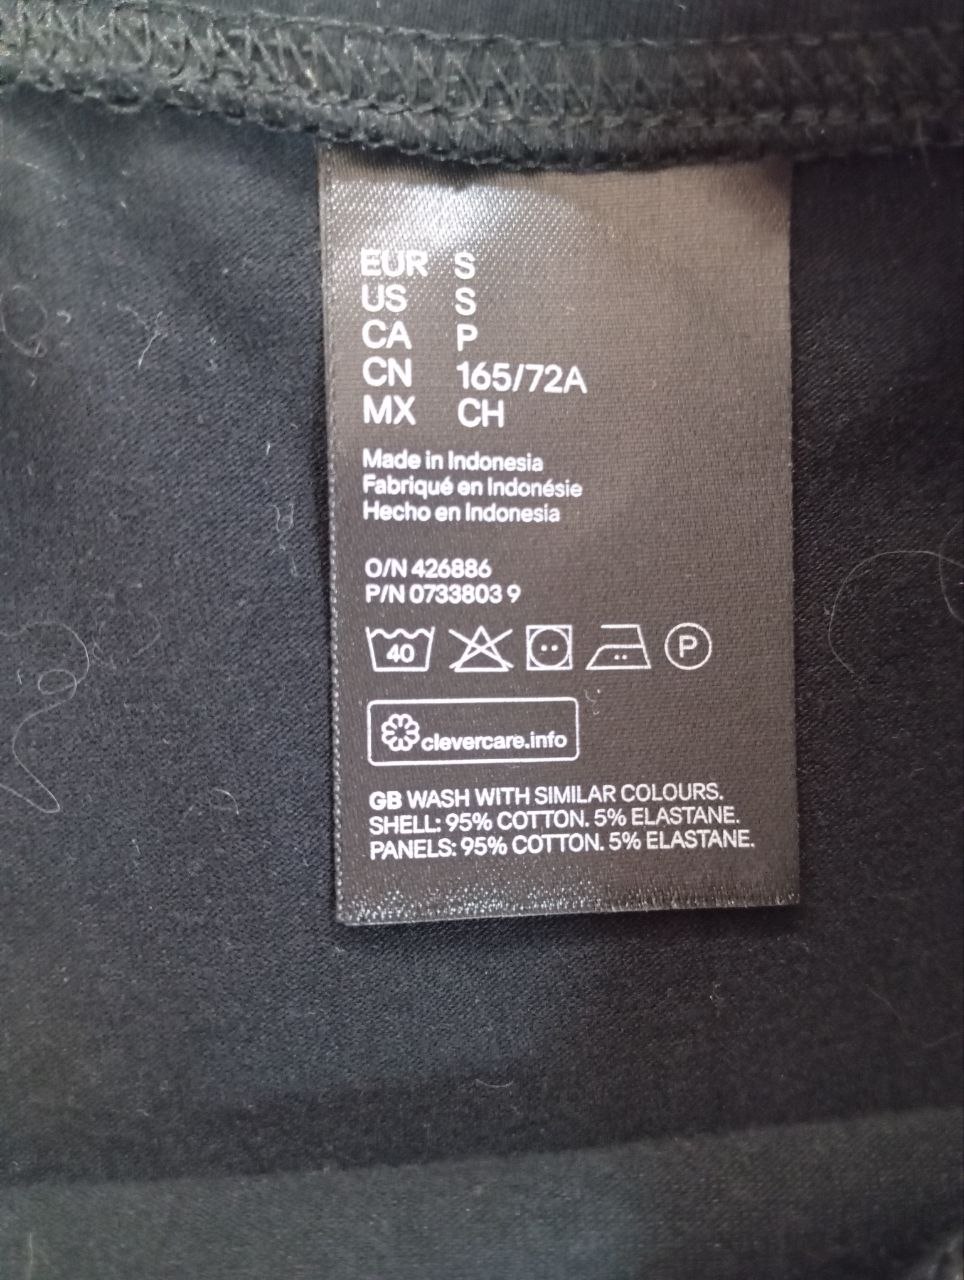 EUR S
US S
CA P
CN 165/72A
MX CH
Made in Indonesia
Fabriqué en Indonésie
Hecho en Indonesia
O/N 426886
P/N 0733803 9
40 P
clevercare.info
GB WASH WITH SIMILAR COLOURS.
SHELL: 95% COTTON. 5% ELASTANE.
PANELS: 95% COTTON. 5% ELASTANE.